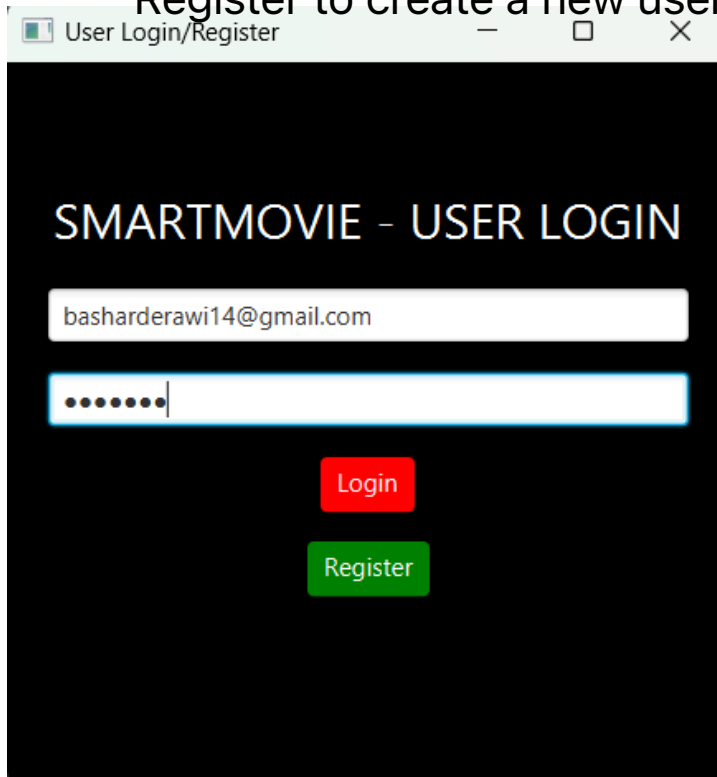 Register to create a new user
User Login/Register
SMARTMOVIE - USER LOGIN
basharderawi14@gmail.com
•••••••
Login
Register